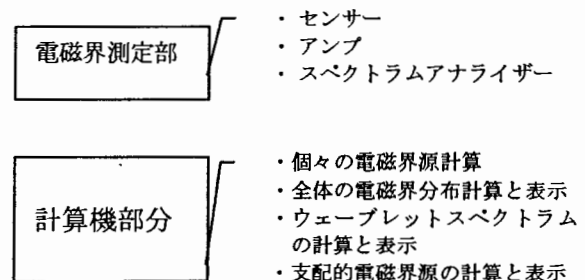 電磁界測定部
・センサー
・アンプ
・スペクトラムアナライザー
計算機部分
・個々の電磁界源計算
・全体の電磁界分布計算と表示
・ウェーブレットスペクトラム
の計算と表示
・支配的電磁界源の計算と表示